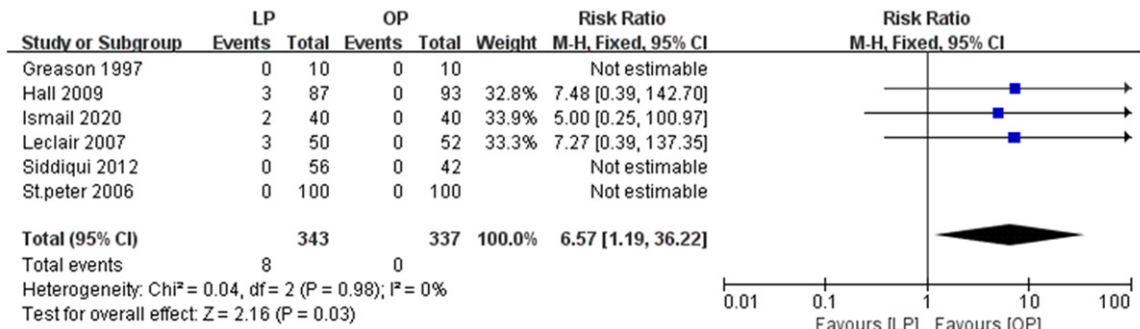 LP OP Risk Ratio Risk Ratio
Study or Subgroup Events Total Events Total Weight M-H, Fixed, 95% CI M-H, Fixed, 95% CI
Greason 1997 0 10 0 10 Not estimable
Hall 2009 3 87 0 93 32.8% 7.48 [0.39, 142.70]
Ismail 2020 2 40 0 40 33.9% 5.00 [0.25, 100.97]
Leclair 2007 3 50 0 52 33.3% 7.27 [0.39, 137.35]
Siddiqui 2012 0 56 0 42 Not estimable
St.peter 2006 0 100 0 100 Not estimable
Total (95% CI) 343 337 100.0% 6.57 [1.19, 36.22]
Total events 8 0
Heterogeneity: Chi² = 0.04, df = 2 (P = 0.98); I² = 0%
Test for overall effect: Z = 2.16 (P = 0.03)
0.01 0.1 1 10 100
Favours [LP] Favours [OP]